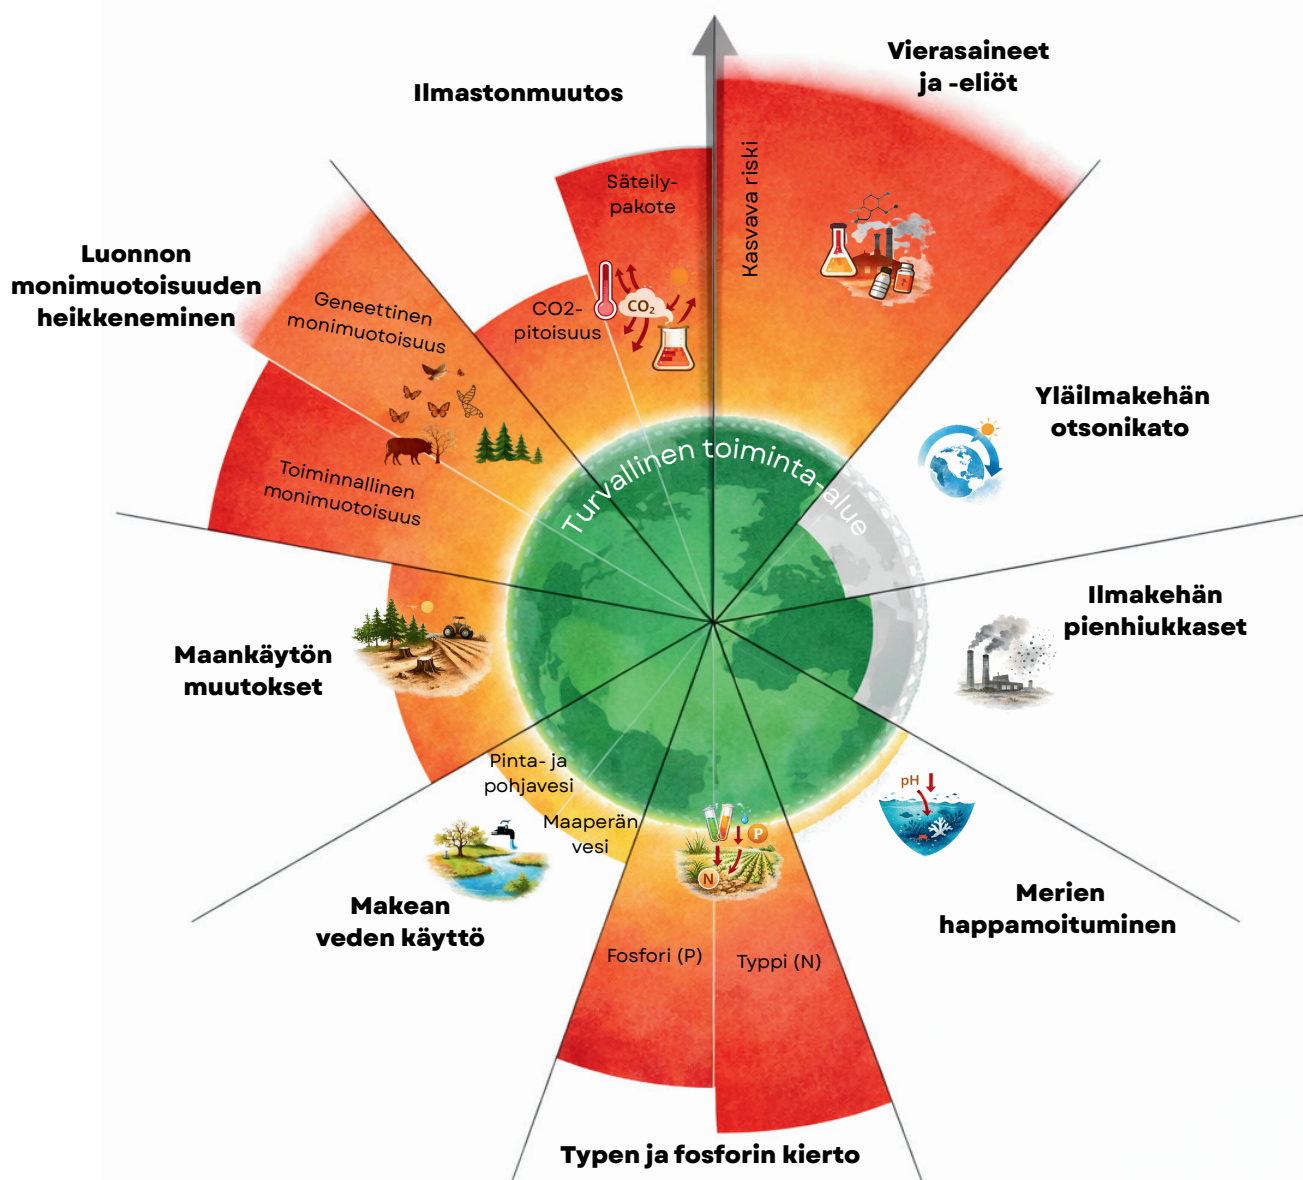 Vierasaineet
ja -eliöt
Ilmastonmuutos
Kasvava riski
Säteily-
pakote
CO2-
pitoisuus
CO₂
Luonnon
monimuotoisuuden
heikkeneminen
Geneettinen
monimuotoisuus
Toiminnallinen
monimuotoisuus
Yläilmakehän
otsonikato
Turvallinen toiminta-alue
Ilmakehän
pienhiukkaset
Maankäytön
muutokset
Pinta- ja
pohjavesi
Maaperän
vesi
pH
P
N
Makean
veden käyttö
Merien
happamoituminen
Fosfori (P)
Typpi (N)
Typen ja fosforin kierto